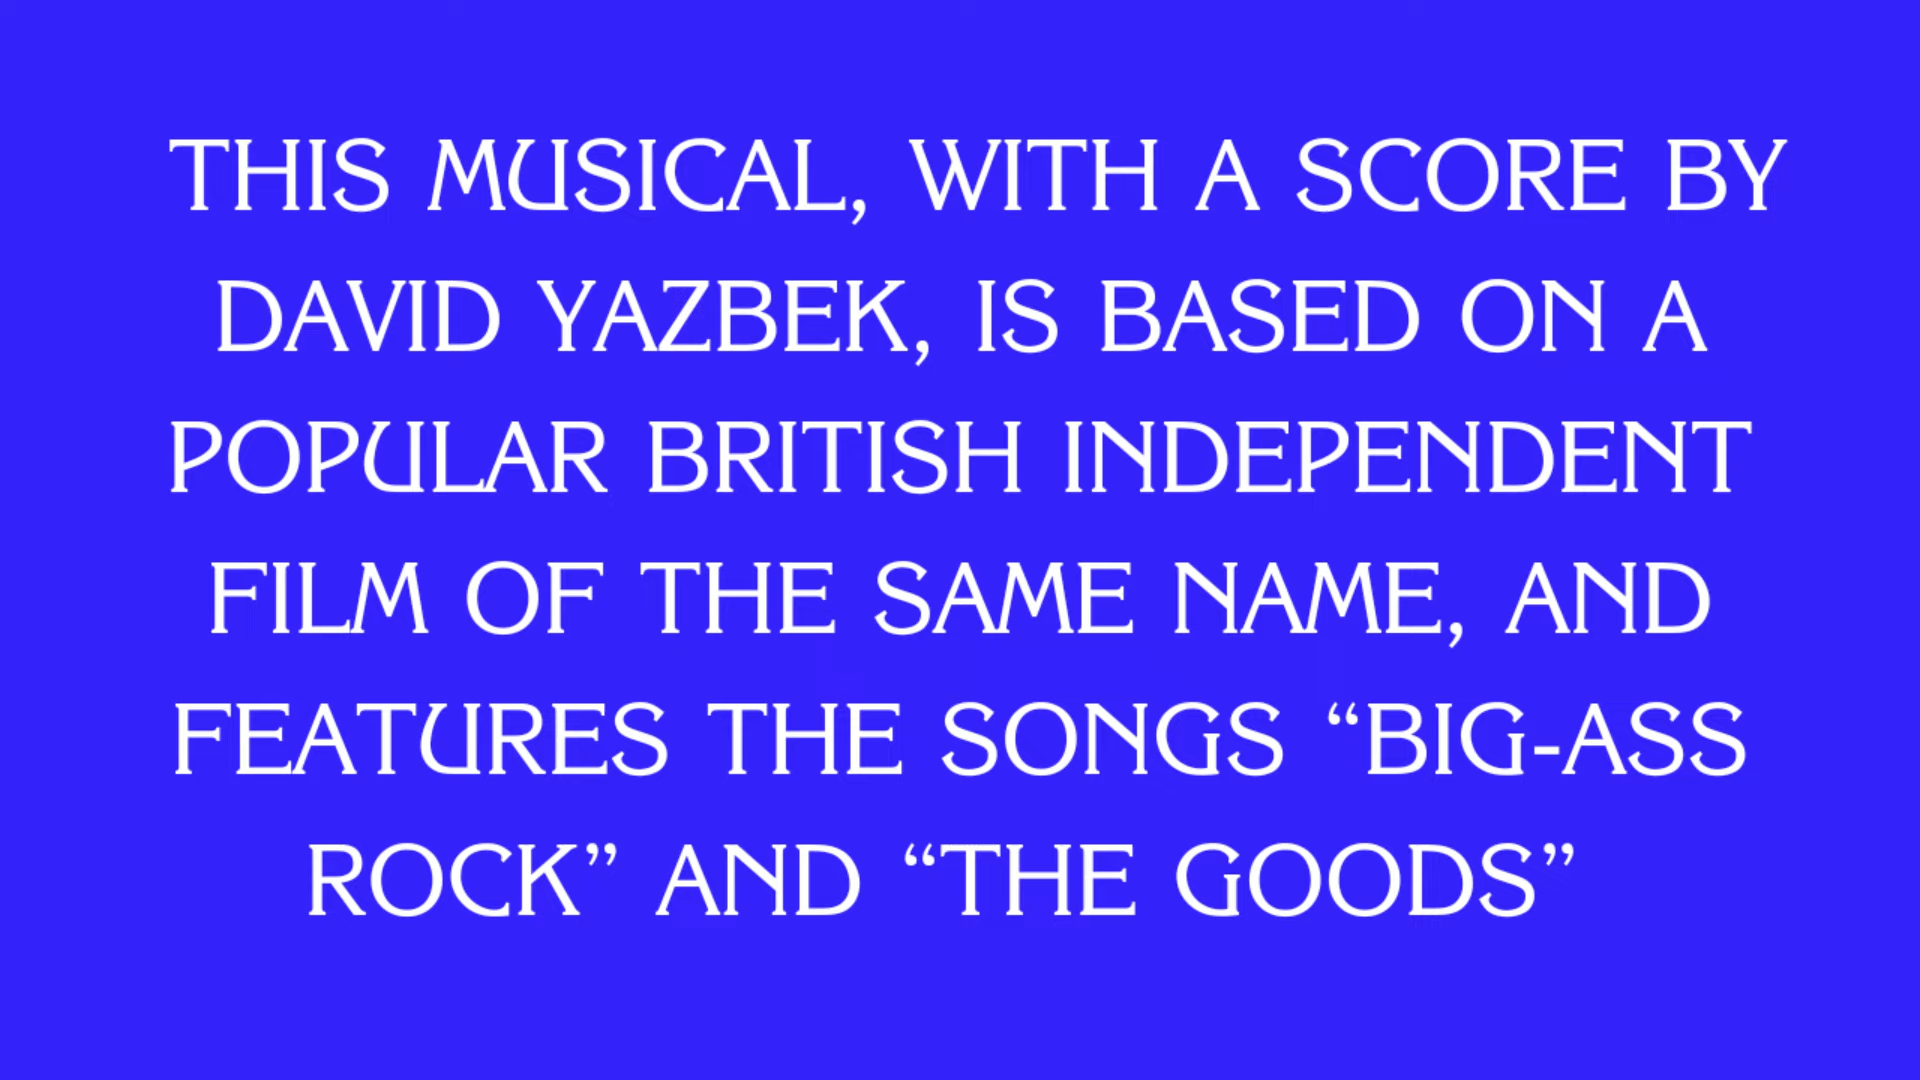 THIS MUSICAL, WITH A SCORE BY
DAVID YAZBEK, IS BASED ON A
POPULAR BRITISH INDEPENDENT
FILM OF THE SAME NAME, AND
FEATURES THE SONGS “BIG-ASS
ROCK” AND “THE GOODS”